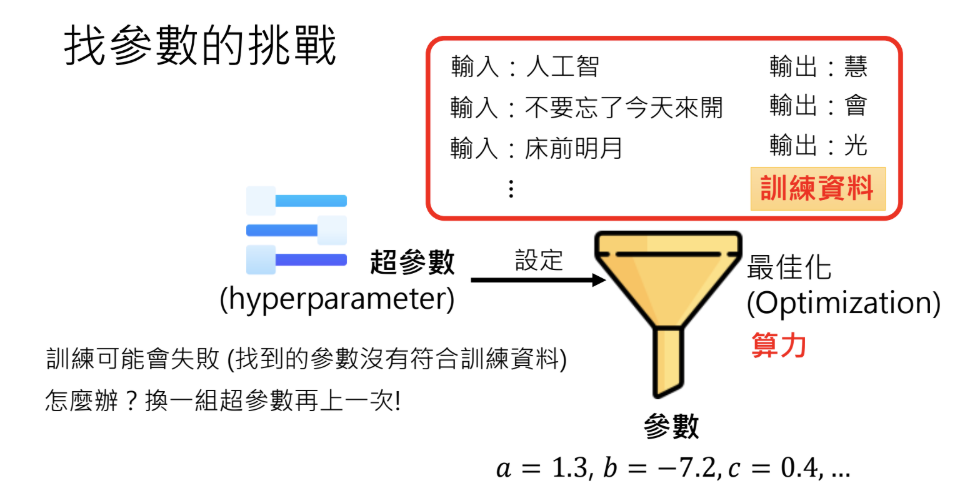 找參數的挑戰
輸入：人工智 輸出：慧
輸入：不要忘了今天來開 輸出：會
輸入：床前明月 輸出：光
⋮
訓練資料
超參數
(hyperparameter)
設定
最佳化
(Optimization)
算力
訓練可能會失敗 (找到的參數沒有符合訓練資料)
怎麼辦？換一組超參數再上一次!
參數
a = 1.3, b = −7.2, c = 0.4, ...